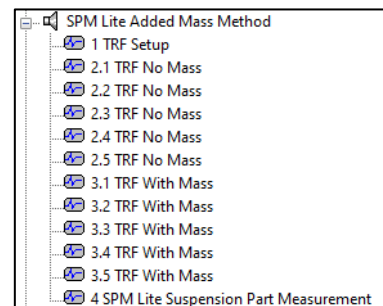 SPM Lite Added Mass Method
1 TRF Setup
2.1 TRF No Mass
2.2 TRF No Mass
2.3 TRF No Mass
2.4 TRF No Mass
2.5 TRF No Mass
3.1 TRF With Mass
3.2 TRF With Mass
3.3 TRF With Mass
3.4 TRF With Mass
3.5 TRF With Mass
4 SPM Lite Suspension Part Measurement